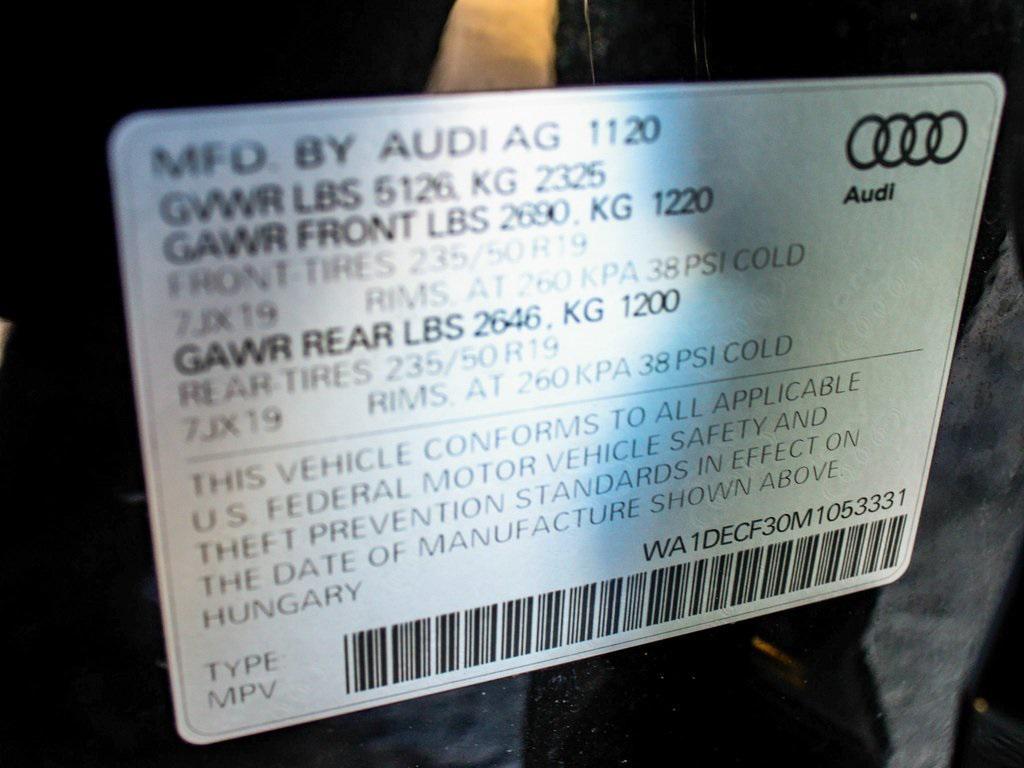 MFD. BY AUDI AG 1120
GVWR LBS 5126, KG 2325
GAWR FRONT LBS 2690, KG 1220
FRONT-TIRES 235/50 R19
7JX19 RIMS, AT 260 KPA 38 PSI COLD
GAWR REAR LBS 2646, KG 1200
REAR-TIRES 235/50 R19
7JX19 RIMS, AT 260 KPA 38 PSI COLD
THIS VEHICLE CONFORMS TO ALL APPLICABLE
U.S. FEDERAL MOTOR VEHICLE SAFETY AND
THEFT PREVENTION STANDARDS IN EFFECT ON
THE DATE OF MANUFACTURE SHOWN ABOVE.
HUNGARY
WA1DECF30M1053331
TYPE:
MPV
Audi